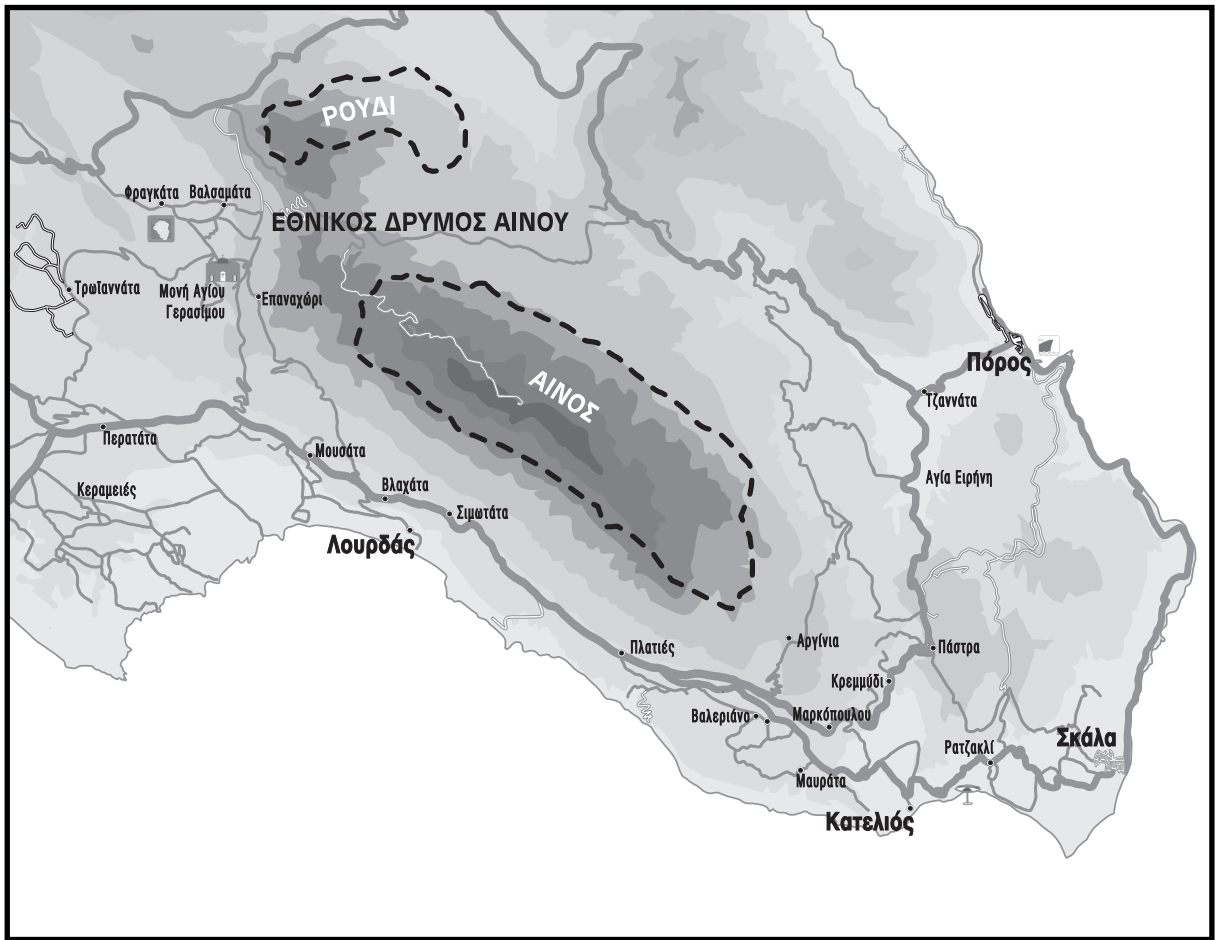 ΡΟΥΔΙ
Φραγκάτα
Βαλσαμάτα
ΕΘΝΙΚΟΣ ΔΡΥΜΟΣ ΑΙΝΟΥ
Τρωϊαννάτα
Μονή Αγίου
Γερασίμου
Επαναχώρι
Πόρος
ΑΙΝΟΣ
Τζαννάτα
Περατάτα
Μουσάτα
Αγία Ειρήνη
Κεραμειές
Βλαχάτα
Σιμωτάτα
Λουρδάς
Αργίνια
Πλατιές
Πάστρα
Κρεμμύδι
Βαλεριάνο
Μαρκόπουλου
Ρατζακλί
Σκάλα
Μαυράτα
Κατελιός